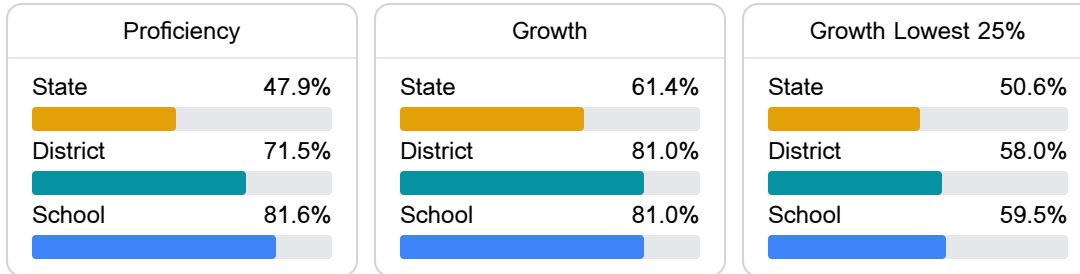 Proficiency
State 47.9%
District 71.5%
School 81.6%
Growth
State 61.4%
District 81.0%
School 81.0%
Growth Lowest 25%
State 50.6%
District 58.0%
School 59.5%